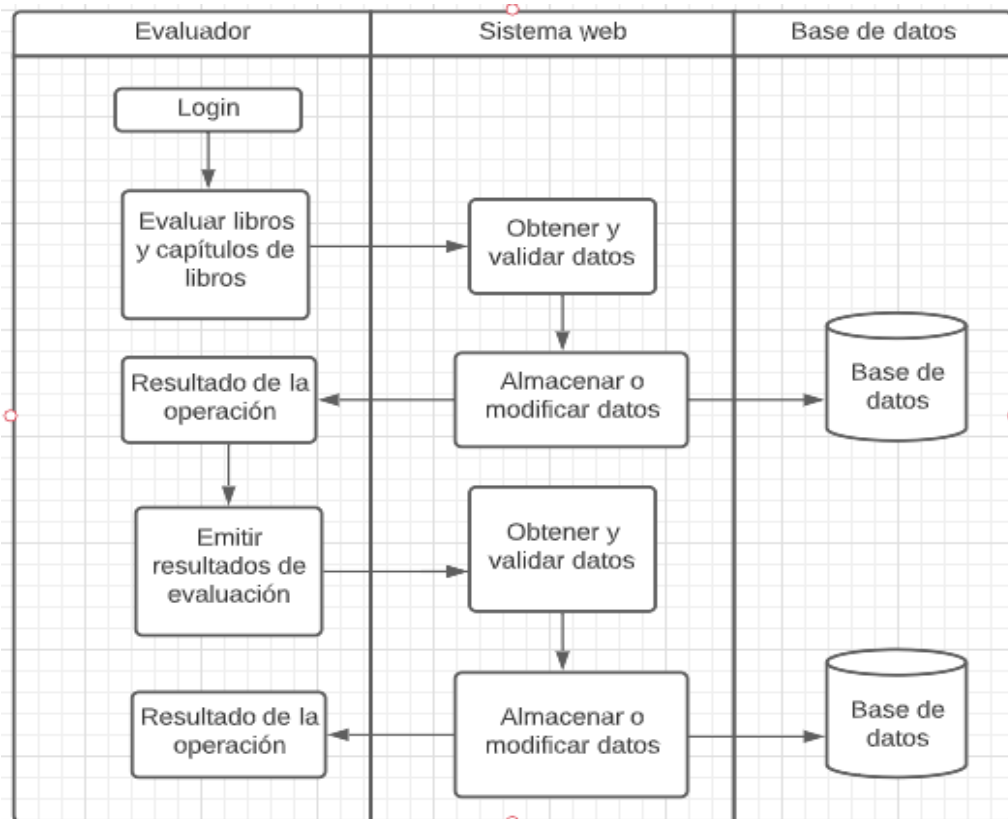 Evaluador
Sistema web
Base de datos
Login
Evaluar libros
y capítulos de
libros
Obtener y
validar datos
Resultado de la
operación
Almacenar o
modificar datos
Base de
datos
Emitir
resultados de
evaluación
Obtener y
validar datos
Resultado de la
operación
Almacenar o
modificar datos
Base de
datos